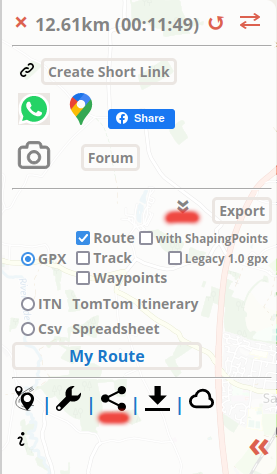 12.61km (00:11:49)
Create Short Link
Share
Forum
Export
Route with ShapingPoints
GPX Track Legacy 1.0 gpx
Waypoints
ITN TomTom Itinerary
Csv Spreadsheet
My Route